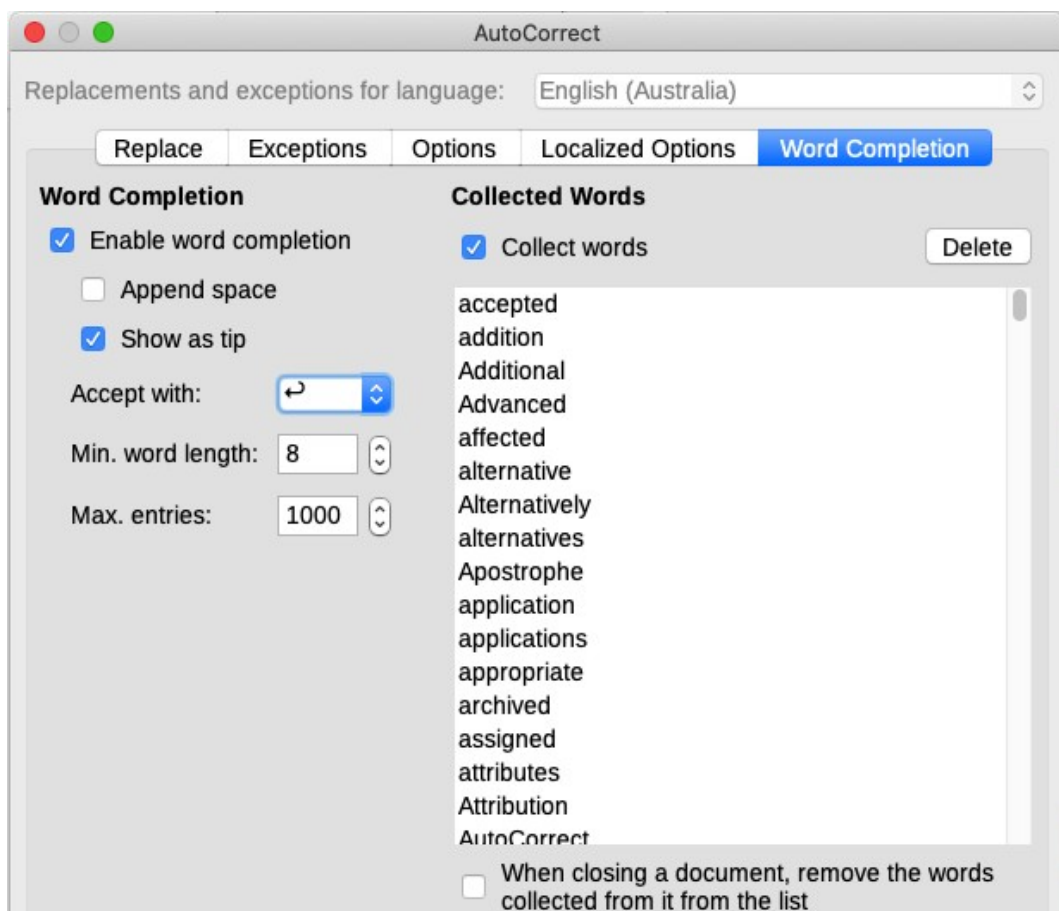 AutoCorrect
Replacements and exceptions for language: English (Australia)
Replace Exceptions Options Localized Options Word Completion
Word Completion
Enable word completion
Append space
Show as tip
Accept with: ↩
Min. word length: 8
Max. entries: 1000
Collected Words
Collect words Delete
accepted
addition
Additional
Advanced
affected
alternative
Alternatively
alternatives
Apostrophe
application
applications
appropriate
archived
assigned
attributes
Attribution
AutoCorrect
When closing a document, remove the words
collected from it from the list